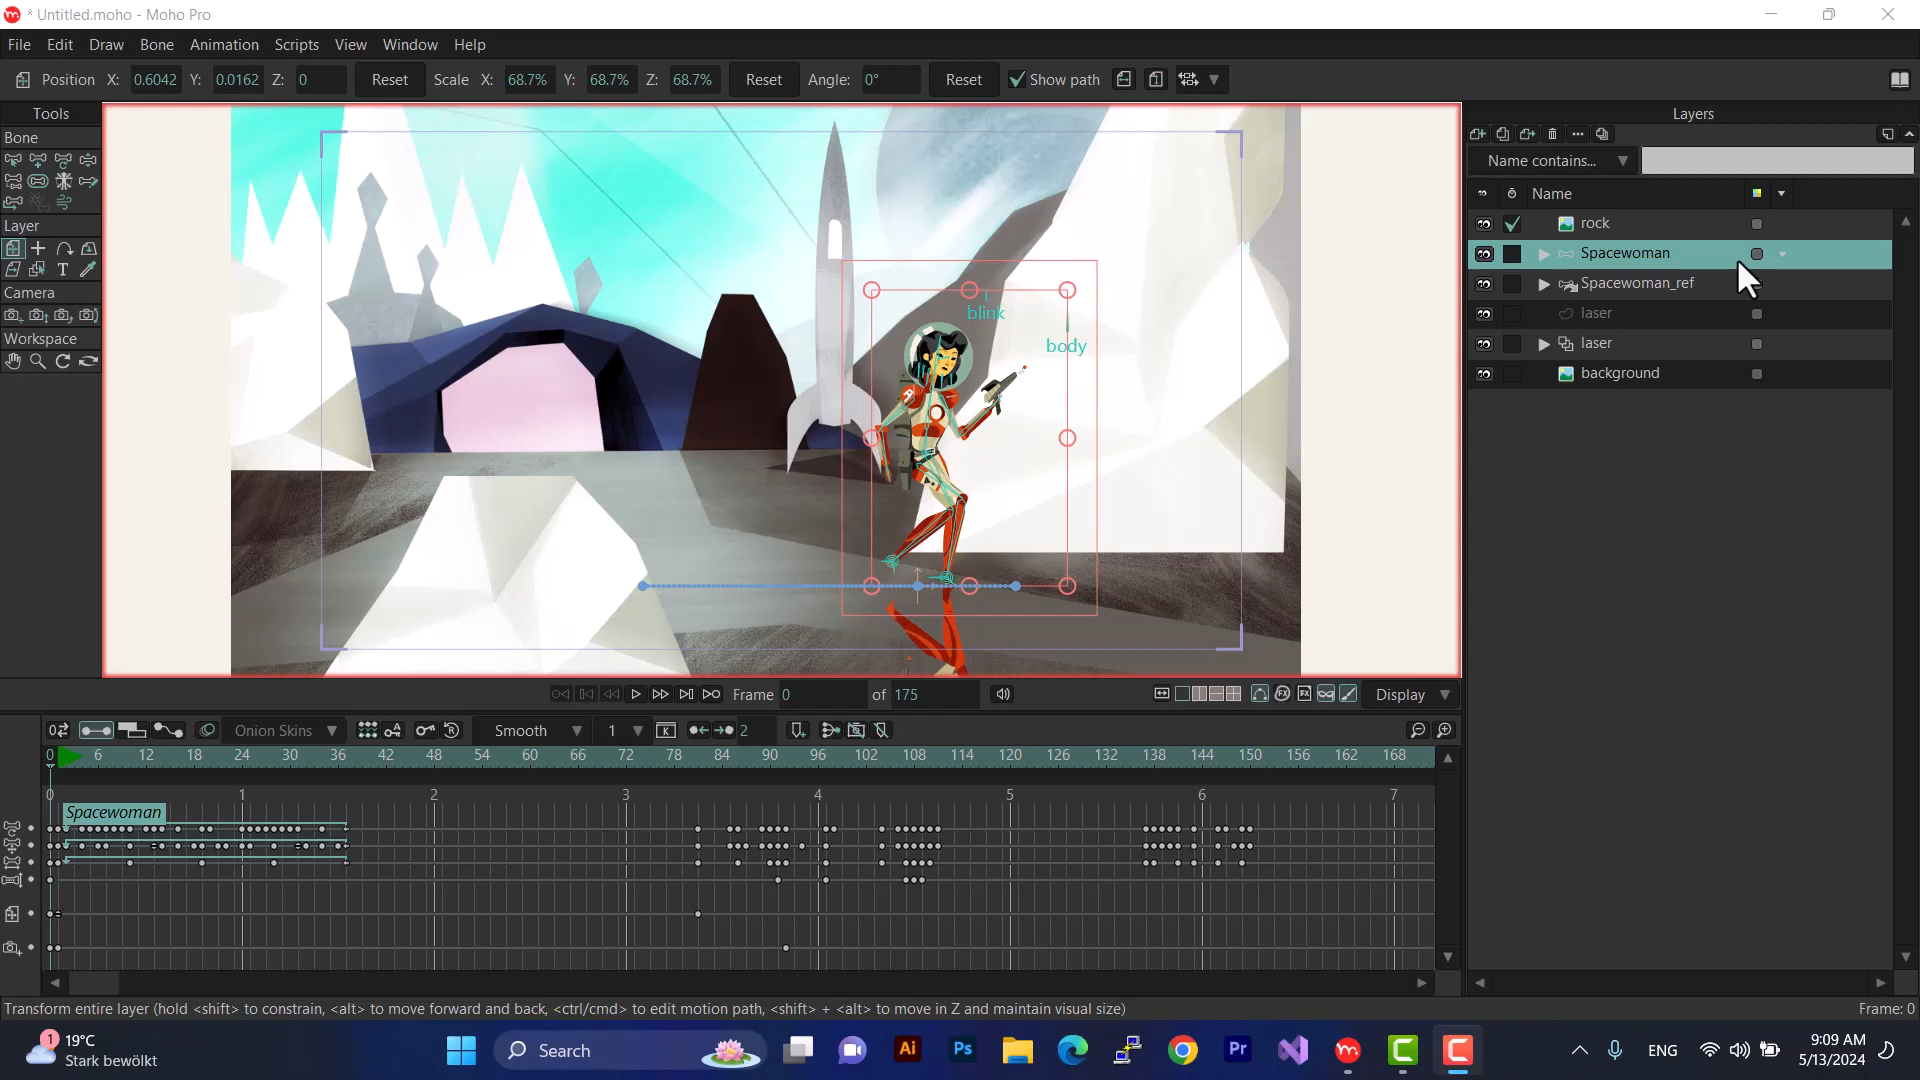 * Untitled.moho - Moho Pro
File Edit Draw Bone Animation Scripts View Window Help
Position X: 0.6042 Y: 0.0162 Z: 0 Reset Scale X: 68.7% Y: 68.7% Z: 68.7% Reset Angle: 0° Reset Show path
Tools
Bone
Layer
Camera
Workspace
blink
body
Layers
Name contains...
Name
rock
Spacewoman
Spacewoman_ref
laser
laser
background
Frame 0 of 175
Display
Onion Skins Smooth 1 2
0 6 12 18 24 30 36 42 48 54 60 66 72 78 84 90 96 102 108 114 120 126 132 138 144 150 156 162 168
0 1 2 3 4 5 6 7
Spacewoman
Transform entire layer (hold <shift> to constrain, <alt> to move forward and back, <ctrl/cmd> to edit motion path, <shift> + <alt> to move in Z and maintain visual size)
Frame: 0
1
19°C
Stark bewölkt
Search
Ai
Ps
Pr
ENG
9:09 AM
5/13/2024